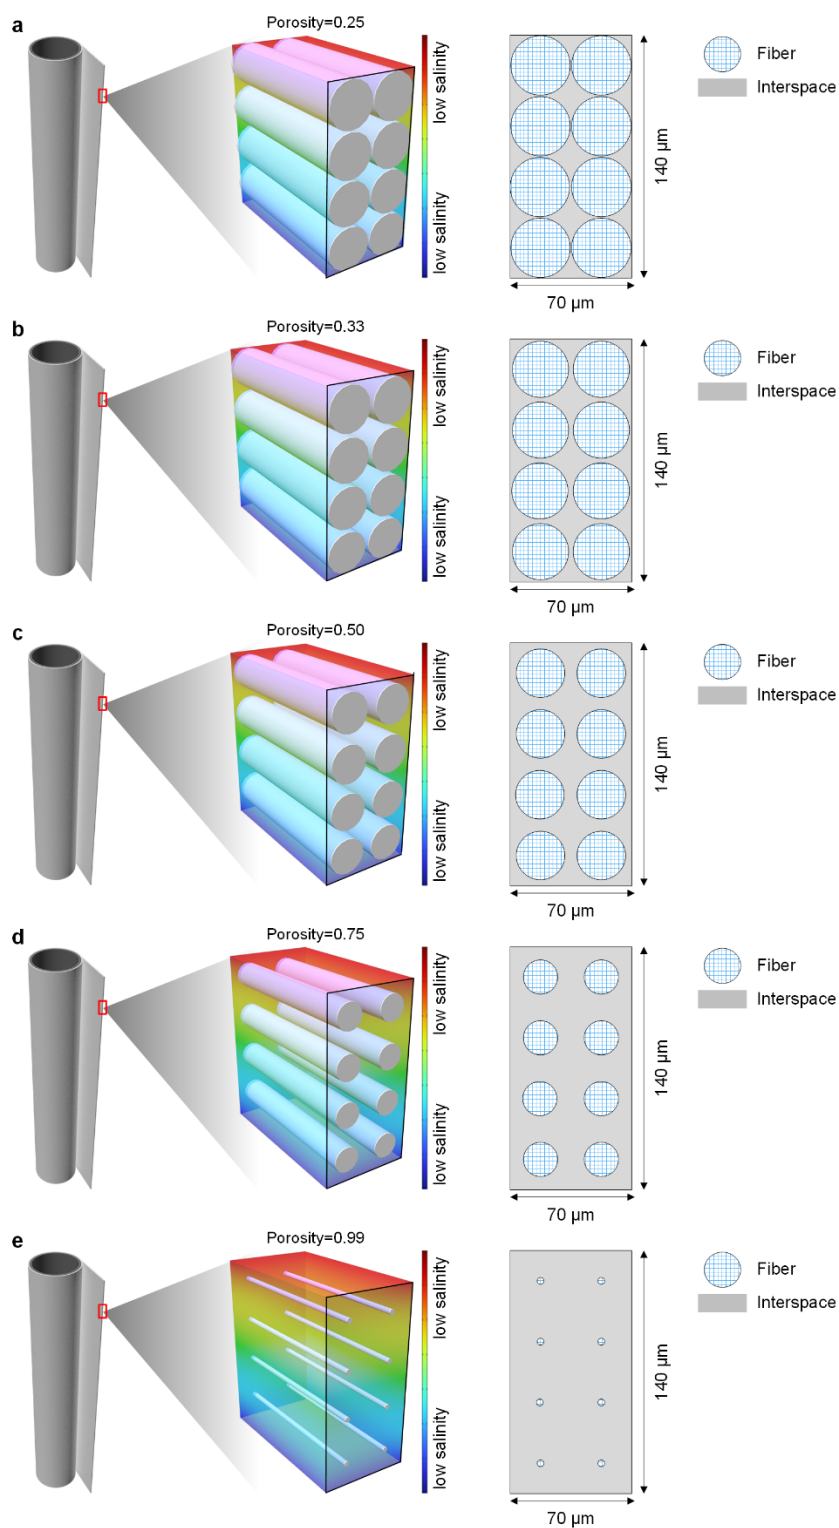 a
Porosity=0.25
low salinity
low salinity
140 µm
70 µm
Fiber
Interspace
b
Porosity=0.33
low salinity
low salinity
140 µm
70 µm
Fiber
Interspace
c
Porosity=0.50
low salinity
low salinity
140 µm
70 µm
Fiber
Interspace
d
Porosity=0.75
low salinity
low salinity
140 µm
70 µm
Fiber
Interspace
e
Porosity=0.99
low salinity
low salinity
140 µm
70 µm
Fiber
Interspace